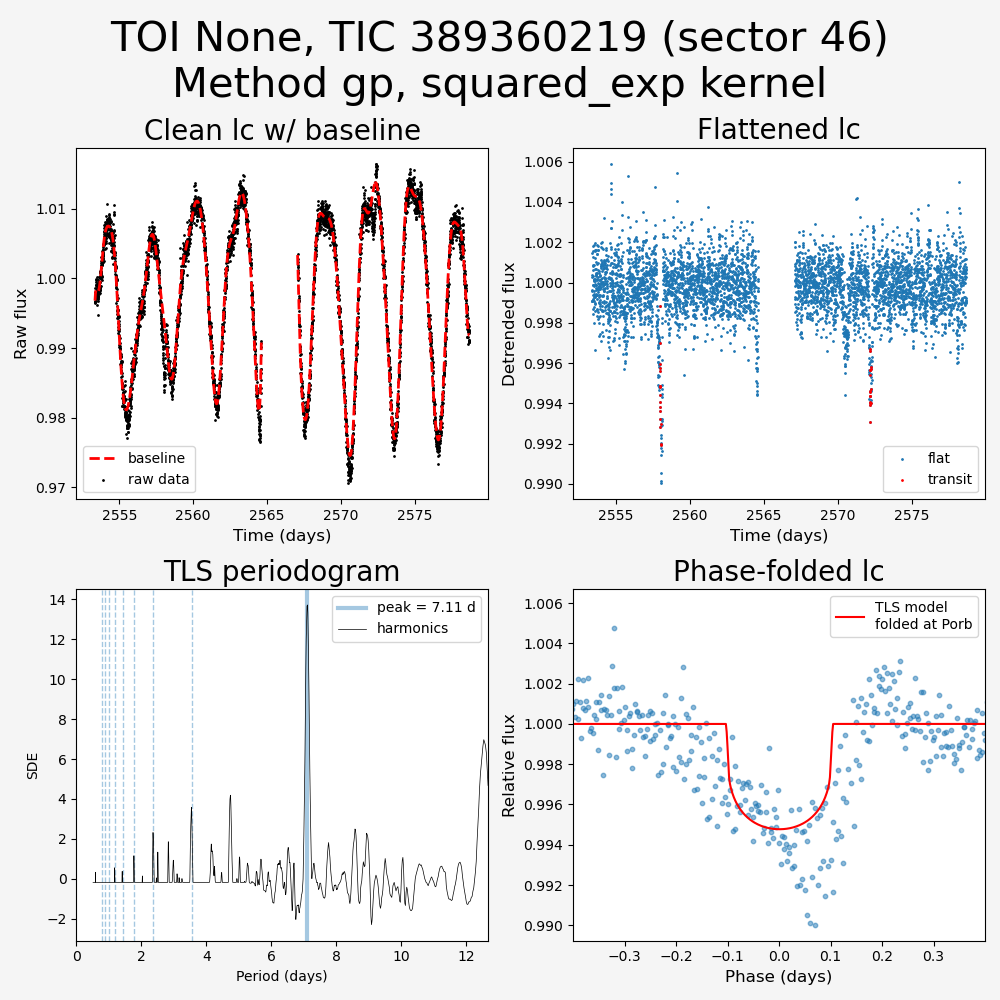 TOI None, TIC 389360219 (sector 46)
Method gp, squared_exp kernel
Clean lc w/ baseline
Raw flux
1.01
1.00
0.99
0.98
0.97
baseline
raw data
2555
2560
2565
2570
2575
Time (days)
Flattened lc
Detrended flux
1.006
1.004
1.002
1.000
0.998
0.996
0.994
0.992
0.990
flat
transit
2555
2560
2565
2570
2575
Time (days)
TLS periodogram
SDE
14
12
10
8
6
4
2
0
−2
peak = 7.11 d
harmonics
0
2
4
6
8
10
12
Period (days)
Phase-folded lc
Relative flux
1.006
1.004
1.002
1.000
0.998
0.996
0.994
0.992
0.990
TLS model
folded at Porb
−0.3
−0.2
−0.1
0.0
0.1
0.2
0.3
Phase (days)